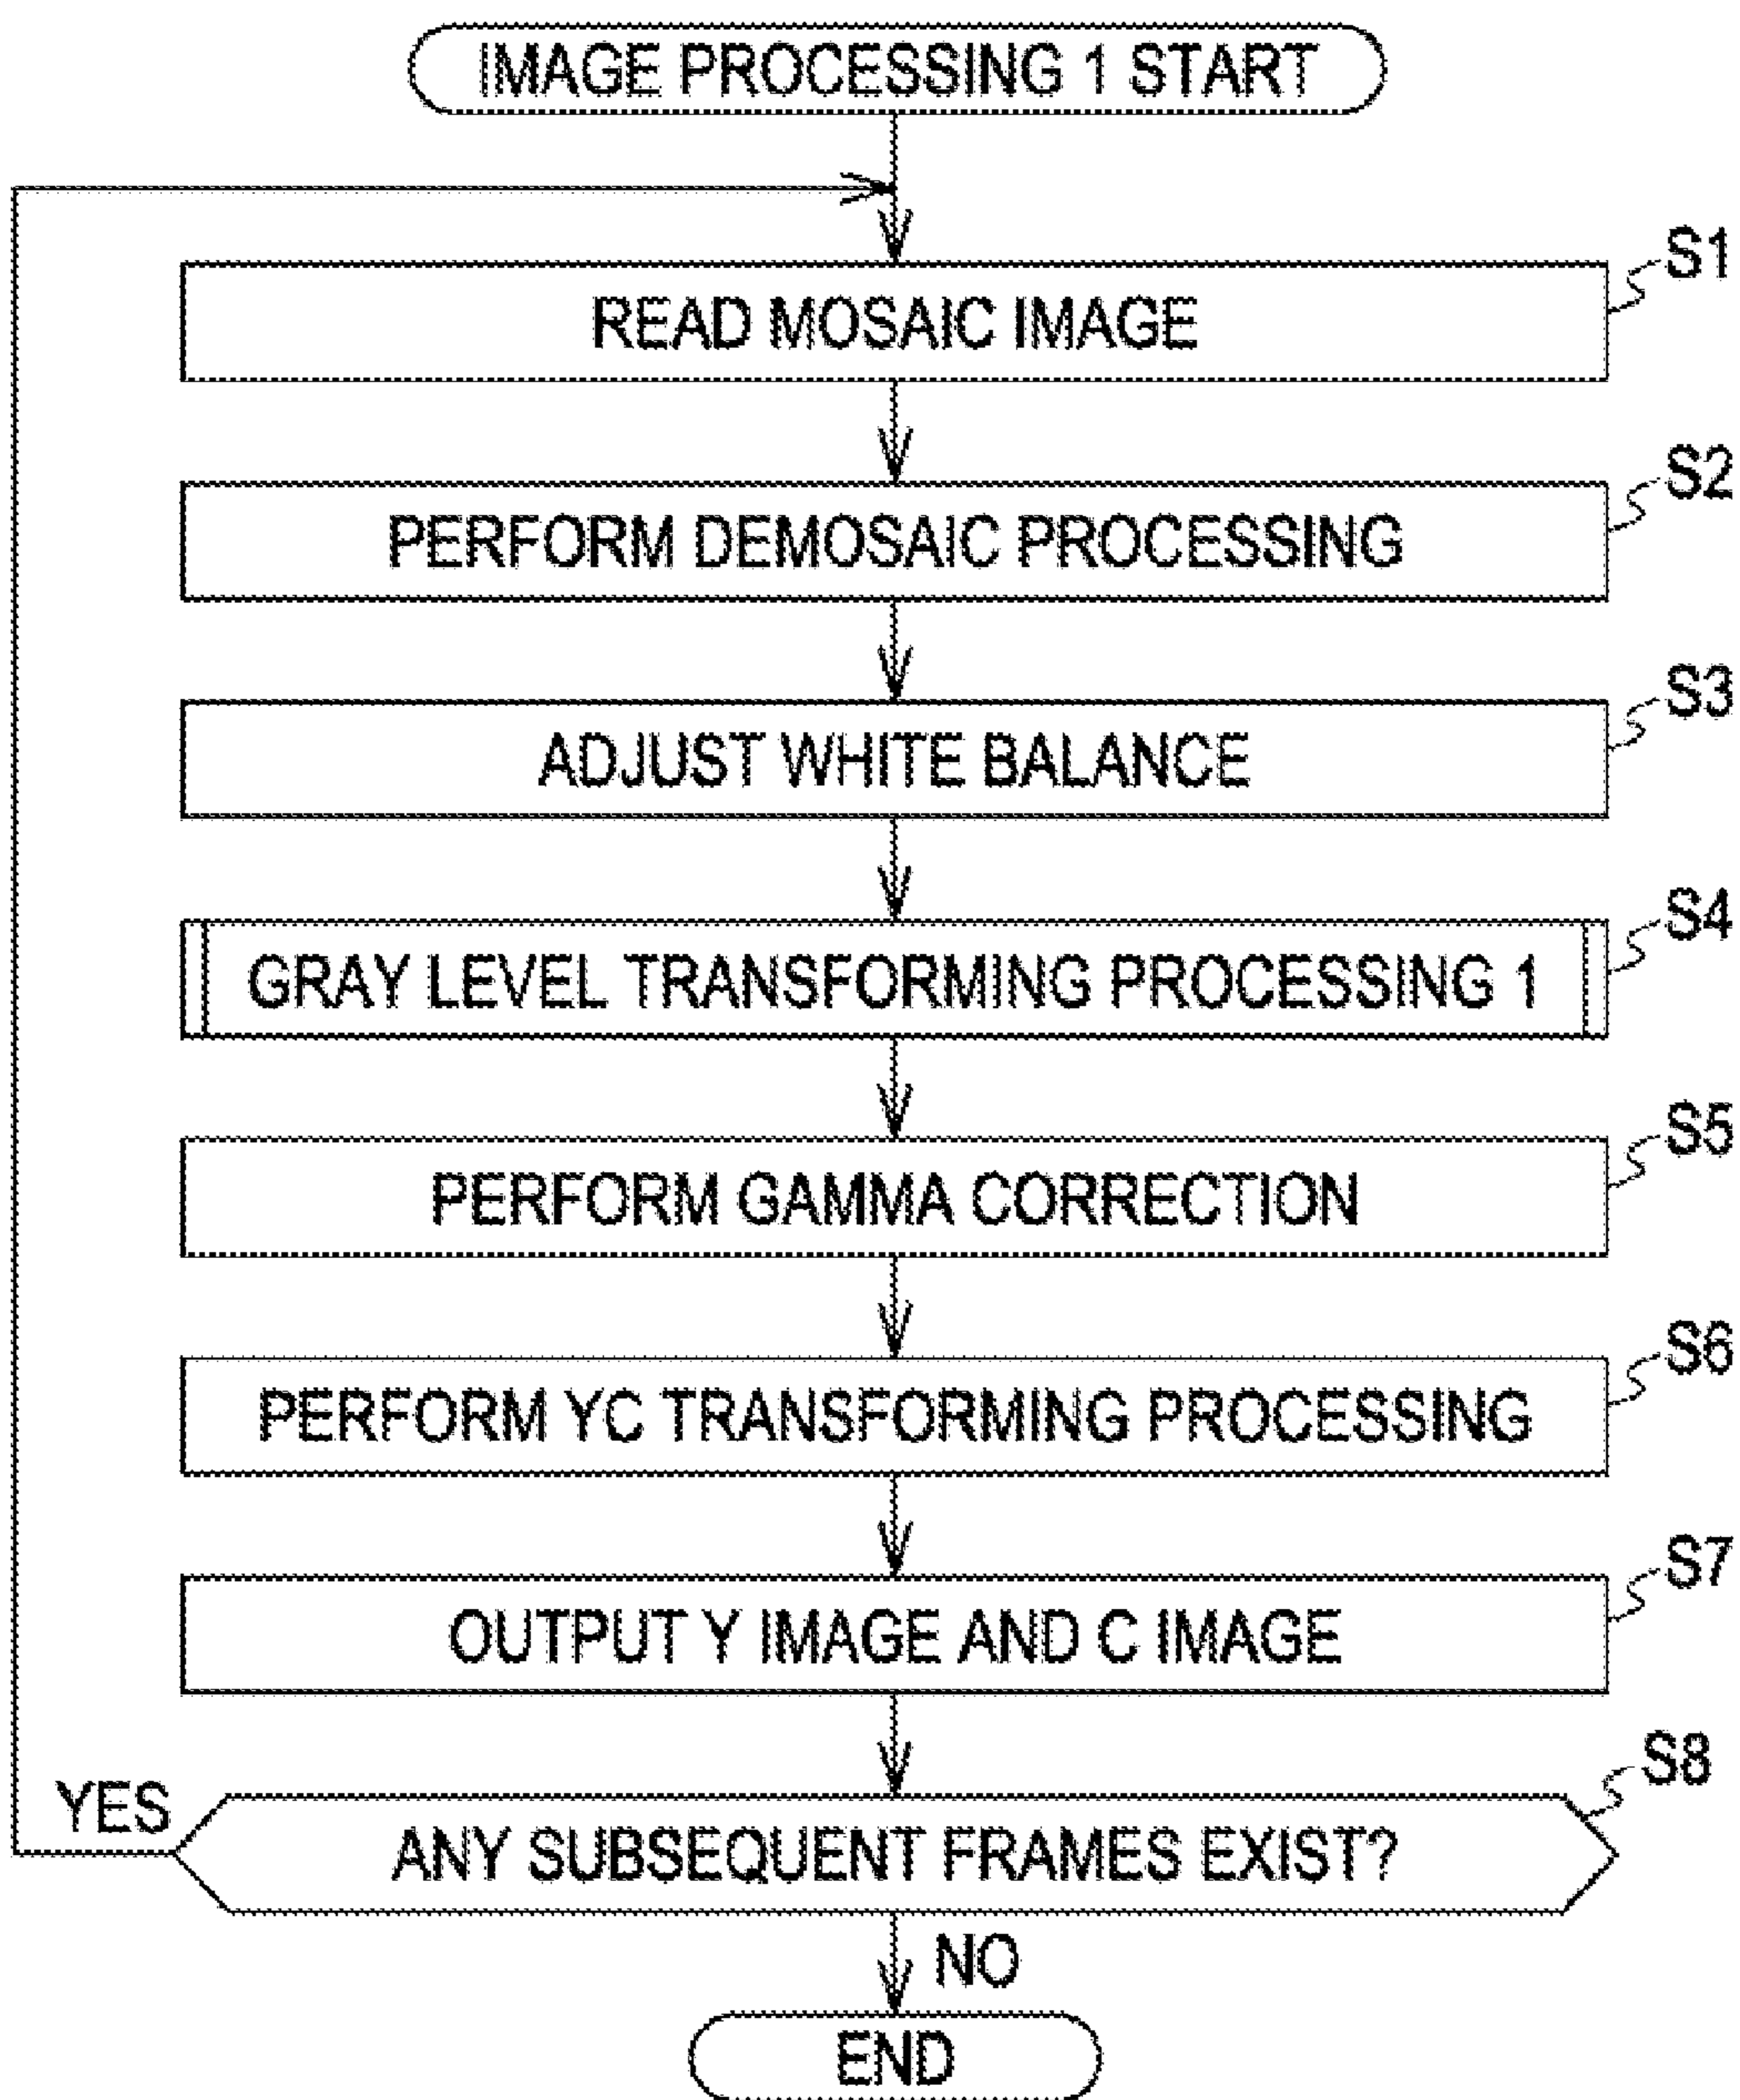 IMAGE PROCESSING 1 START
S1
READ MOSAIC IMAGE
S2
PERFORM DEMOSAIC PROCESSING
S3
ADJUST WHITE BALANCE
S4
GRAY LEVEL TRANSFORMING PROCESSING 1
S5
PERFORM GAMMA CORRECTION
S6
PERFORM YC TRANSFORMING PROCESSING
S7
OUTPUT Y IMAGE AND C IMAGE
S8
YES
ANY SUBSEQUENT FRAMES EXIST?
NO
END